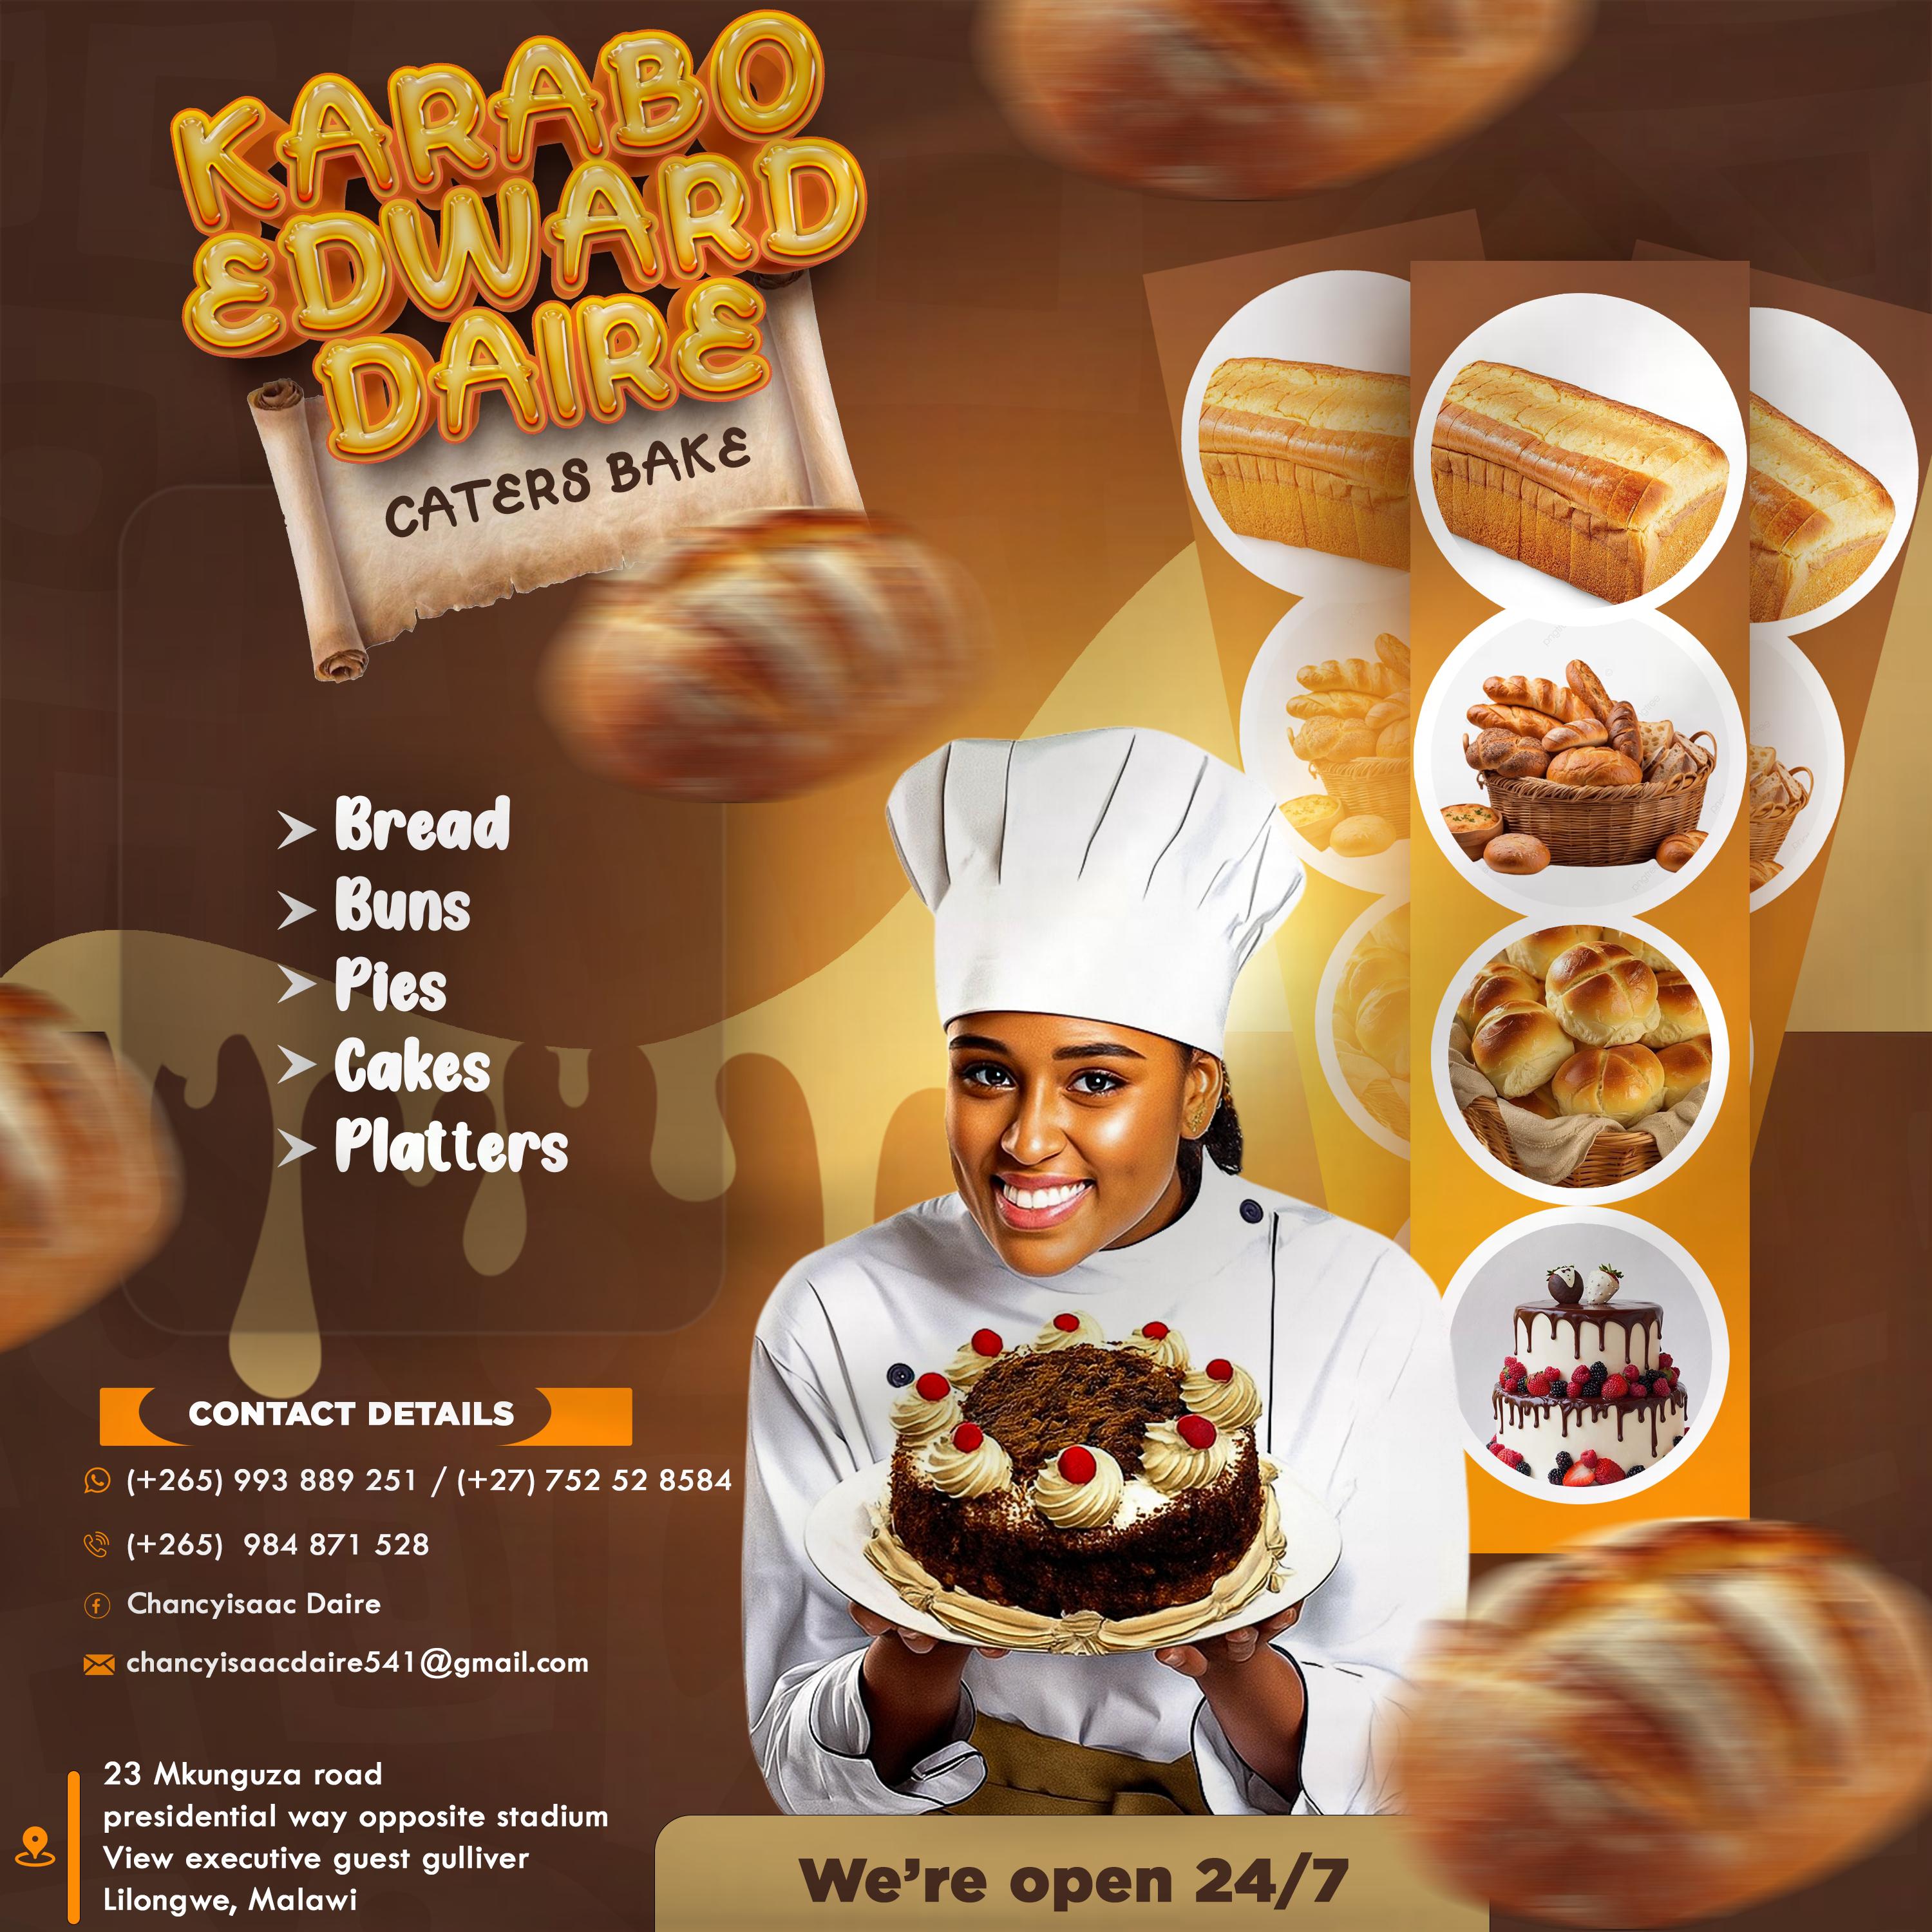 KARABO
EDWARD
DAIRE
CATERS BAKE
Bread
Buns
Pies
Cakes
Platters
CONTACT DETAILS
(+265) 993 889 251 / (+27) 752 52 8584
(+265) 984 871 528
Chancyisaac Daire
chancyisaacdaire541@gmail.com
23 Mkunguza road
presidential way opposite stadium
View executive guest gulliver
Lilongwe, Malawi
We're open 24/7